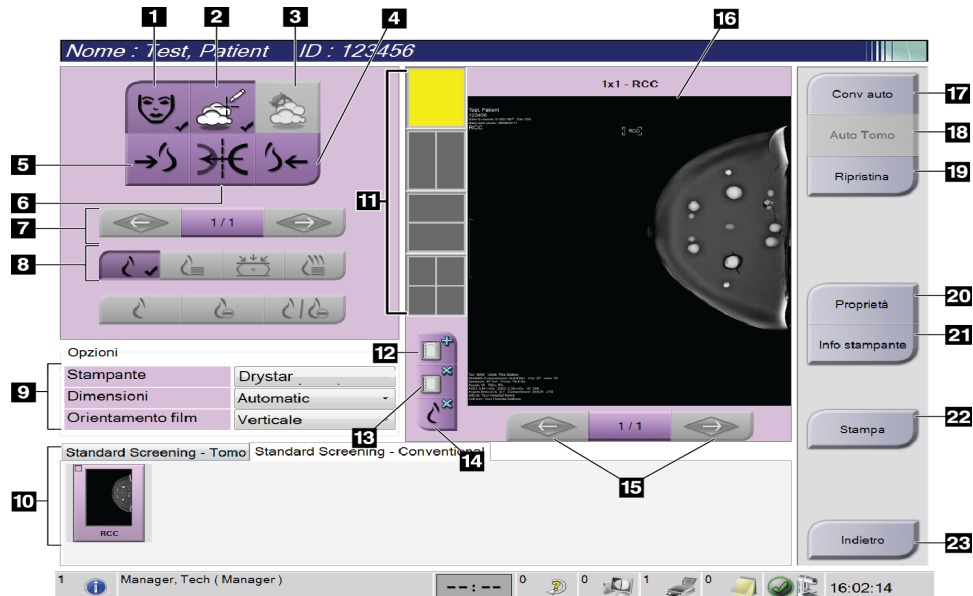 1 2 3 4 16
Nome : Test, Patient ID : 123456
1x1 - RCC
Test, Patient
123456
RCC
RCC
5
6
7
1 / 1
8
11
Conv auto 17
Auto Tomo 18
Ripristina 19
Proprietà 20
Info stampante 21
Opzioni
12
9
Stampante Drystar
Dimensioni Automatic
Orientamento film Verticale
13
14
1 / 1
15
Stampa 22
10
Standard Screening - Tomo Standard Screening - Conventional
RCC
Indietro 23
1 Manager, Tech ( Manager ) --:-- 0 0 1 0 16:02:14